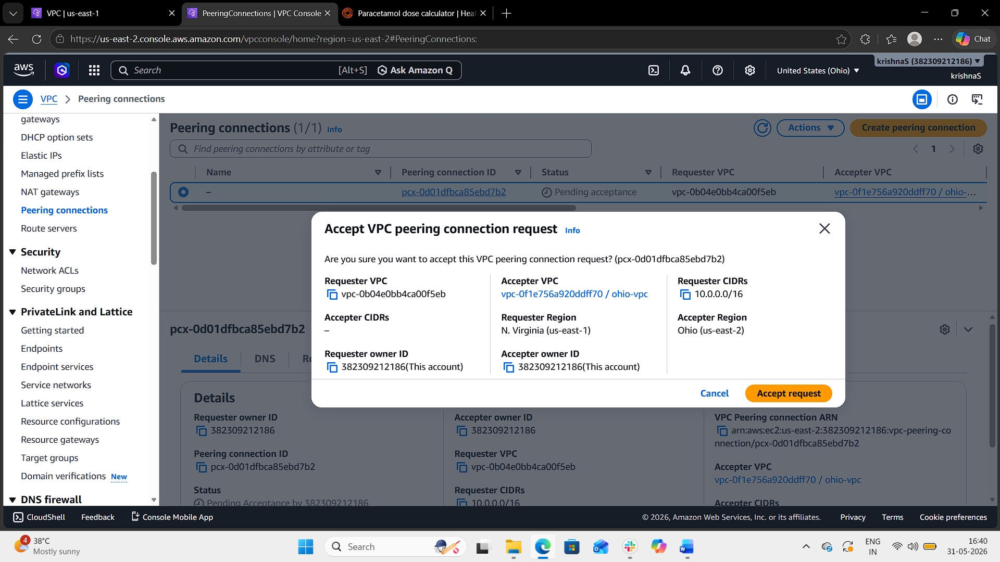 VPC | us-east-1
PeeringConnections | VPC Console
Paracetamol dose calculator | Heal
https://us-east-2.console.aws.amazon.com/vpcconsole/home?region=us-east-2#PeeringConnections:
Chat
aws
Search
[Alt+S]
Ask Amazon Q
United States (Ohio)
krishnaS (382309212186)
krishnaS
VPC
Peering connections
gateways
DHCP option sets
Elastic IPs
Managed prefix lists
NAT gateways
Peering connections
Route servers
Security
Network ACLs
Security groups
PrivateLink and Lattice
Getting started
Endpoints
Endpoint services
Service networks
Lattice services
Resource configurations
Resource gateways
Target groups
Domain verifications New
DNS firewall
Peering connections (1/1) Info
Actions
Create peering connection
Find peering connections by attribute or tag
1
Name
Peering connection ID
Status
Requester VPC
Accepter VPC
–
pcx-0d01dfbca85ebd7b2
Pending acceptance
vpc-0b04e0bb4ca00f5eb
vpc-0f1e756a920ddff70 / ohio-...
Accept VPC peering connection request Info
Are you sure you want to accept this VPC peering connection request? (pcx-0d01dfbca85ebd7b2)
Requester VPC
vpc-0b04e0bb4ca00f5eb
Accepter VPC
vpc-0f1e756a920ddff70 / ohio-vpc
Requester CIDRs
10.0.0.0/16
Accepter CIDRs
–
Requester Region
N. Virginia (us-east-1)
Accepter Region
Ohio (us-east-2)
Requester owner ID
382309212186(This account)
Accepter owner ID
382309212186(This account)
Cancel
Accept request
pcx-0d01dfbca85ebd7b2
Details
DNS
Details
Requester owner ID
382309212186
Accepter owner ID
382309212186
VPC Peering connection ARN
arn:aws:ec2:us-east-2:382309212186:vpc-peering-co
nnection/pcx-0d01dfbca85ebd7b2
Peering connection ID
pcx-0d01dfbca85ebd7b2
Requester VPC
vpc-0b04e0bb4ca00f5eb
Accepter VPC
vpc-0f1e756a920ddff70 / ohio-vpc
Status
Pending Acceptance by 382309212186
Requester CIDRs
10.0.0.0/16
Accepter CIDRs
CloudShell
Feedback
Console Mobile App
© 2026, Amazon Web Services, Inc. or its affiliates.
Privacy
Terms
Cookie preferences
4
38°C
Mostly sunny
Search
ENG
IN
16:40
31-05-2026